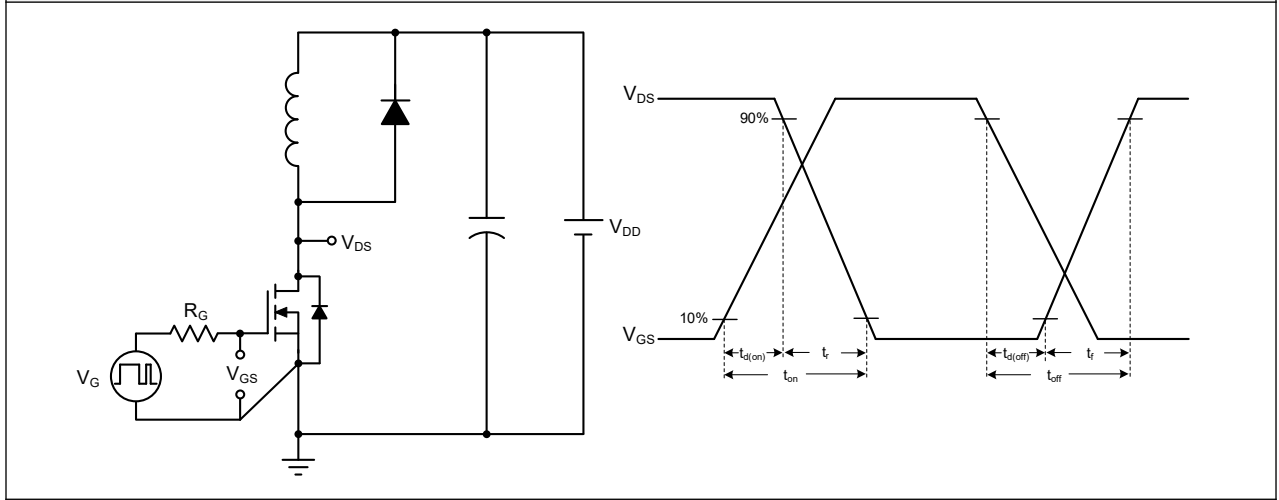 V_DS
V_DD
R_G
V_G
V_GS
V_DS
90%
10%
V_GS
t_d(on)
t_r
t_on
t_d(off)
t_f
t_off